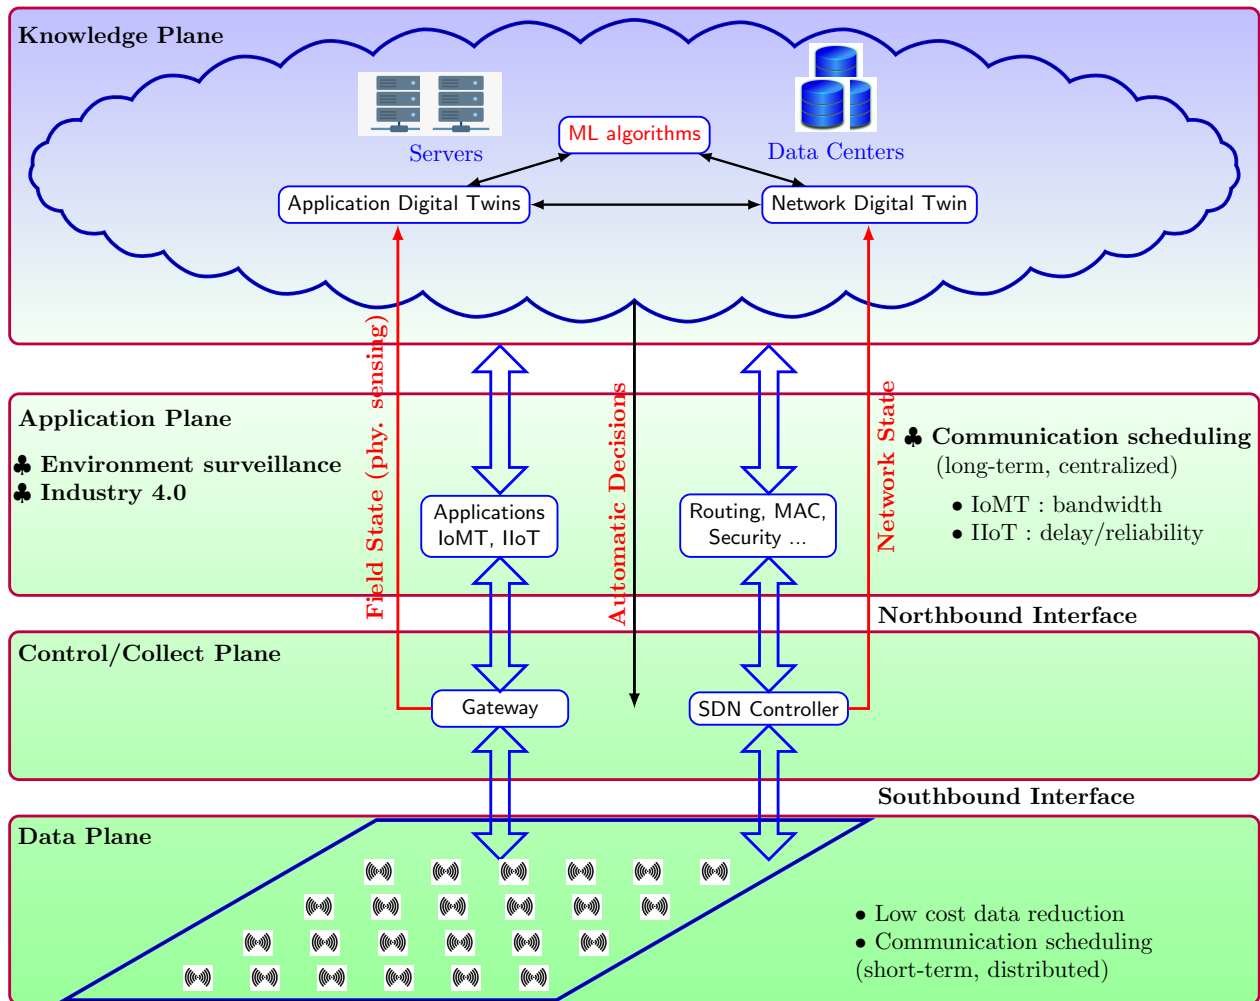 Knowledge Plane
Servers
ML algorithms
Data Centers
Application Digital Twins
Network Digital Twin
Field State (phy. sensing)
Automatic Decisions
Network State
Application Plane
♣ Environment surveillance
♣ Industry 4.0
Applications
IoMT, IIoT
Routing, MAC,
Security ...
♣ Communication scheduling
(long-term, centralized)
• IoMT : bandwidth
• IIoT : delay/reliability
Northbound Interface
Control/Collect Plane
Gateway
SDN Controller
Southbound Interface
Data Plane
• Low cost data reduction
• Communication scheduling
(short-term, distributed)